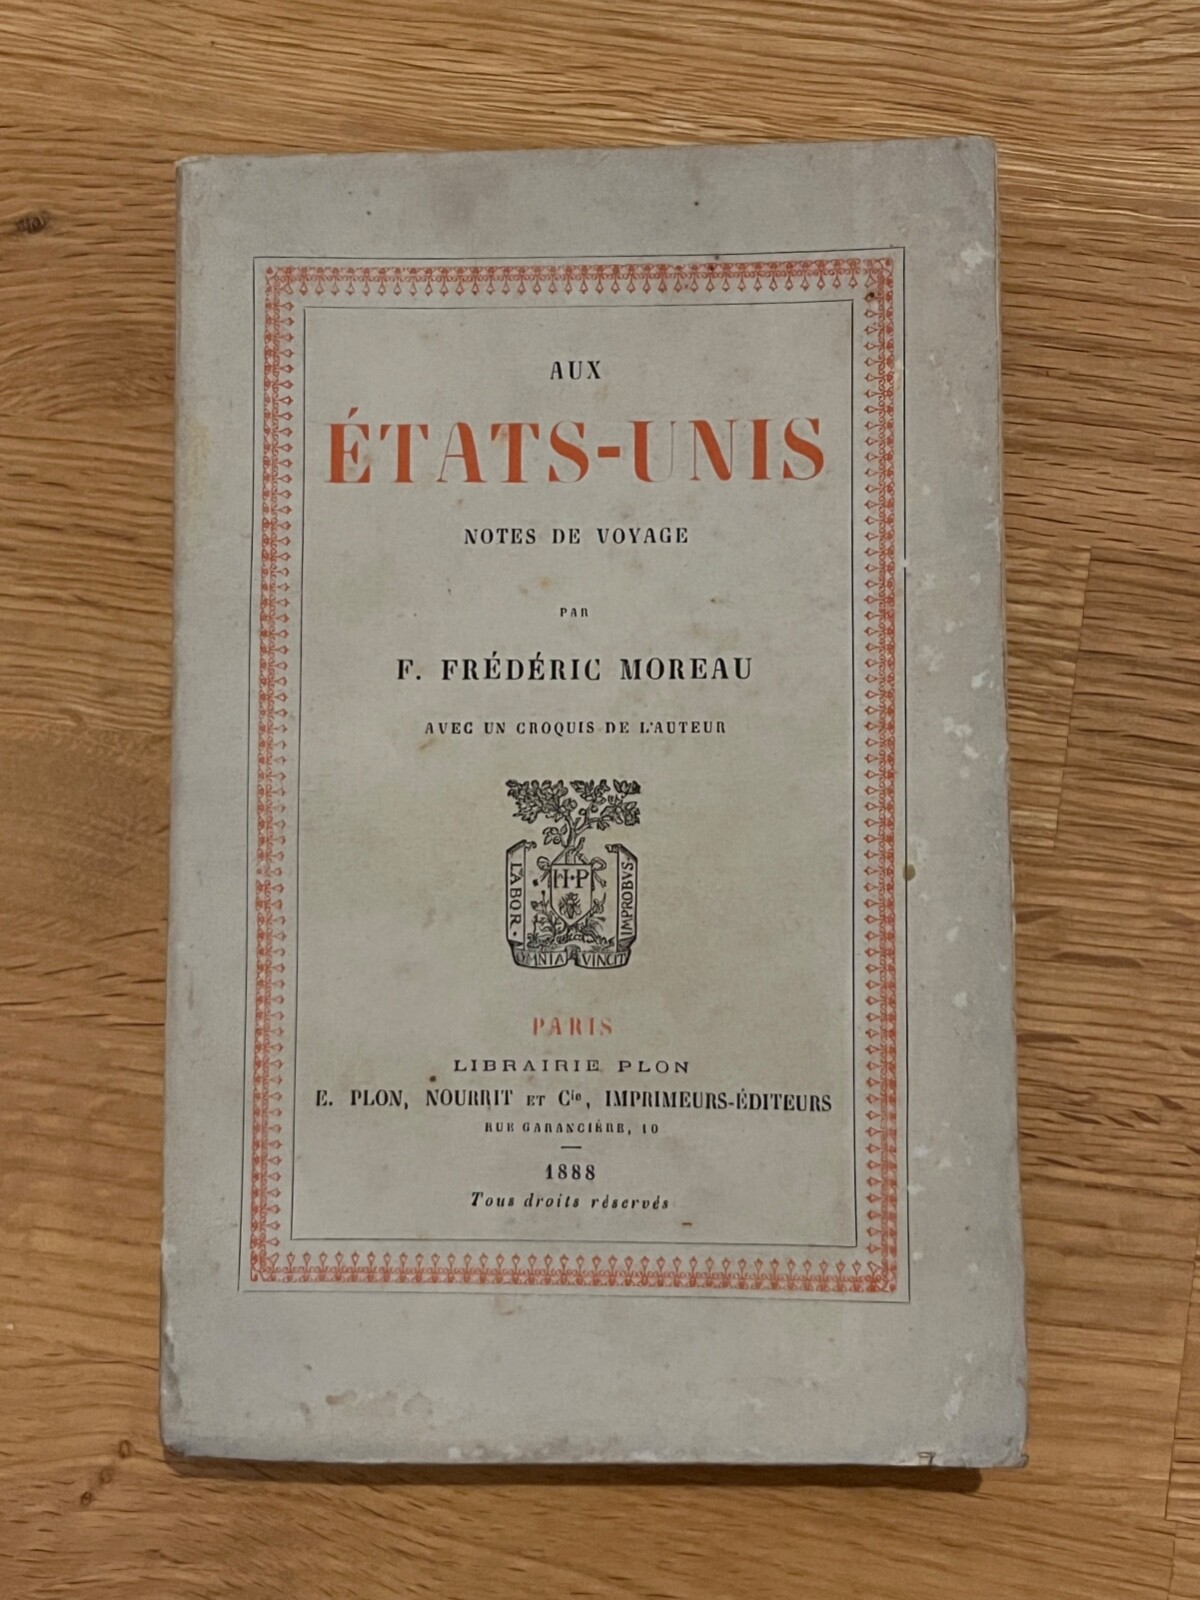 AUX
ÉTATS-UNIS
NOTES DE VOYAGE
PAR
F. FRÉDÉRIC MOREAU
AVEC UN CROQUIS DE L'AUTEUR
LABOR.
H·P
IMPROBVS.
OMNIA VINCIT
PARIS
LIBRAIRIE PLON
E. PLON, NOURRIT ET Cie, IMPRIMEURS-ÉDITEURS
RUE GARANCIÈRE, 10
1888
Tous droits réservés